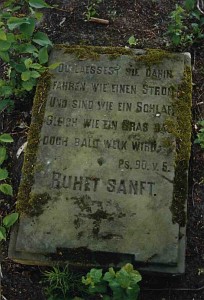 DU LAESSEST SIE DAHIN
FAHREN WIE EINEN STROM
UND SIND WIE EIN SCHLAF,
GLEICH WIE EIN GRAS DAS
DOCH BALD WELK WIRD.
PS. 90. V. 5.
RUHET SANFT.